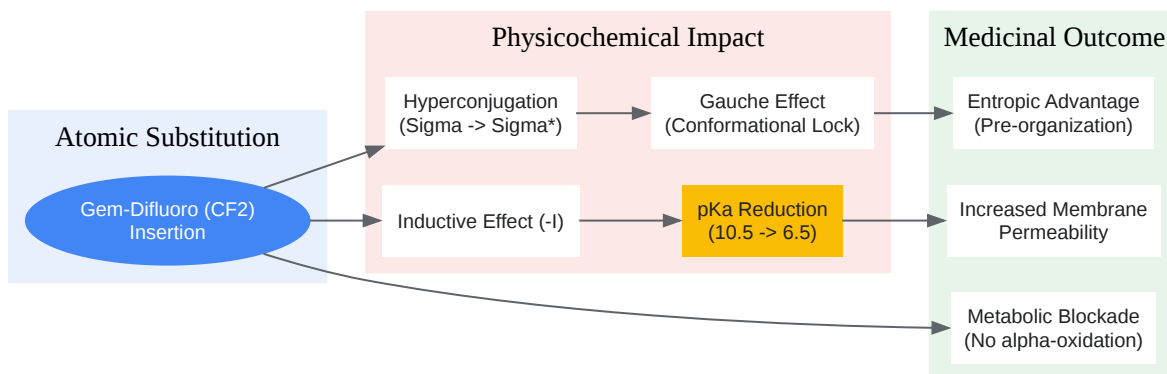 Atomic Substitution
Gem-Difluoro (CF2)
Insertion
Physicochemical Impact
Hyperconjugation
(Sigma -> Sigma*)
Gauche Effect
(Conformational Lock)
Inductive Effect (-I)
pKa Reduction
(10.5 -> 6.5)
Medicinal Outcome
Entropic Advantage
(Pre-organization)
Increased Membrane
Permeability
Metabolic Blockade
(No alpha-oxidation)